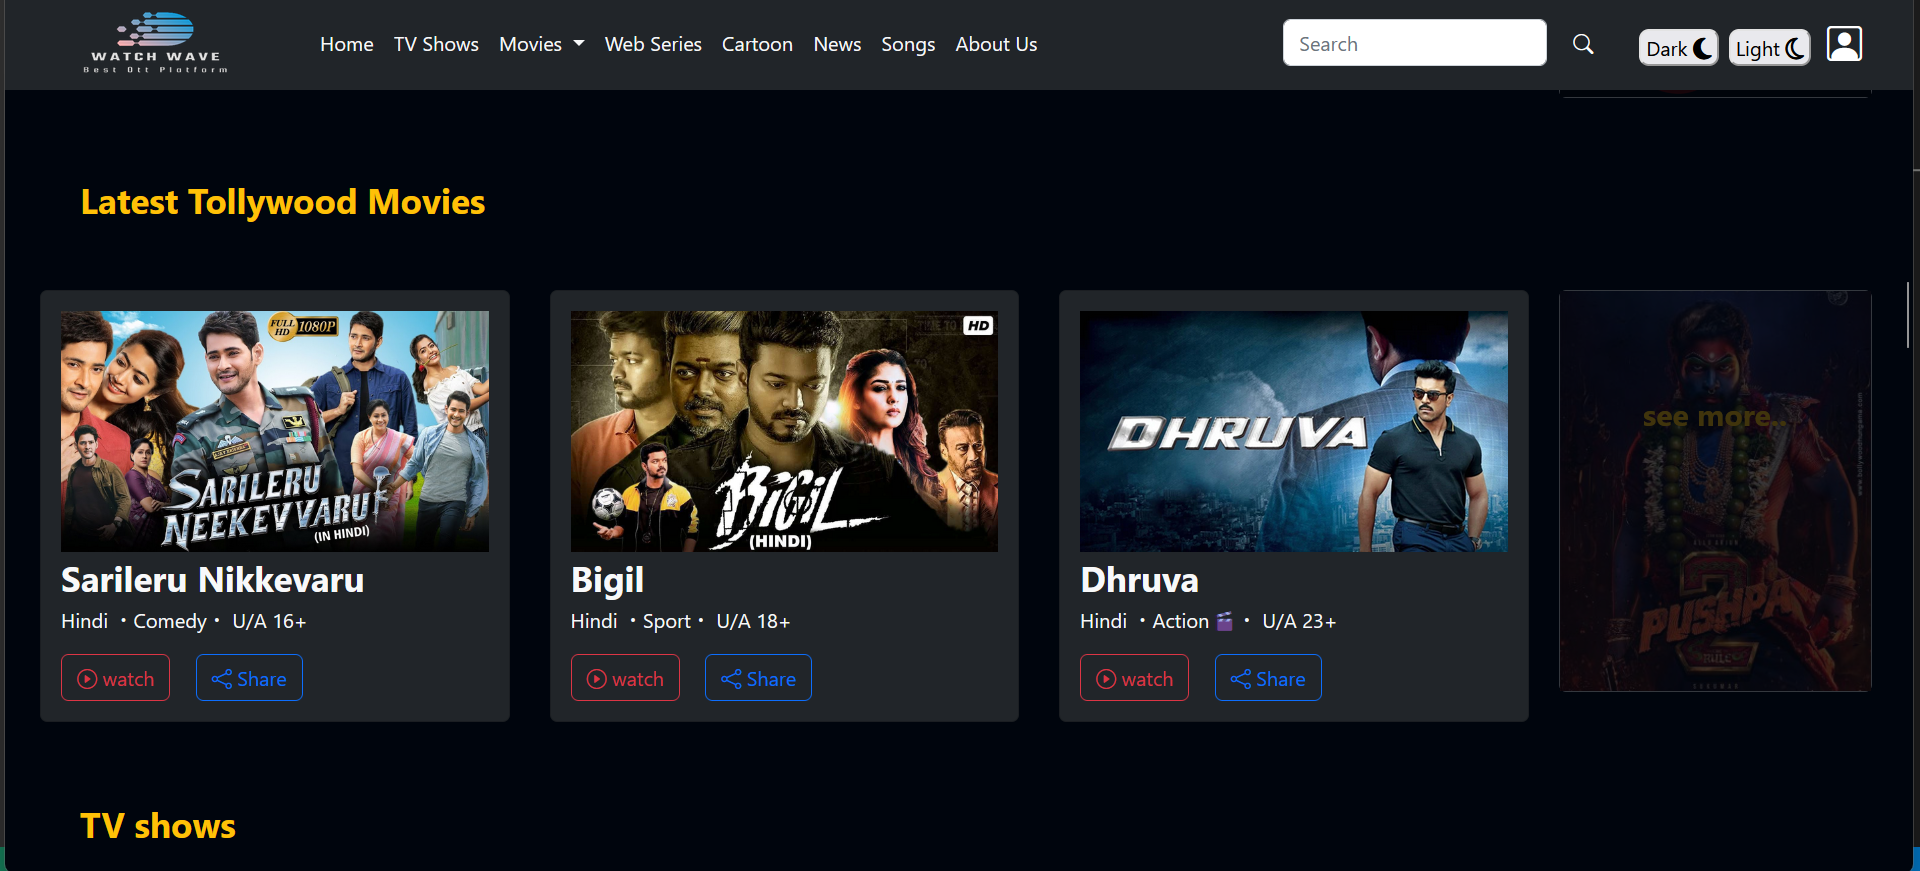 WATCH WAVE
Best Ott Platform
Home TV Shows Movies Web Series Cartoon News Songs About Us
Search
Dark Light
Latest Tollywood Movies
FULL HD 1080P
SARILERU
NEEKEVVARUF
(IN HINDI)
HD
BIGIL
(HINDI)
DHRUVA
see more..
PUSHPA
2
Sarileru Nikkevaru
Hindi • Comedy • U/A 16+
watch Share
Bigil
Hindi • Sport • U/A 18+
watch Share
Dhruva
Hindi • Action 🎬 • U/A 23+
watch Share
TV shows